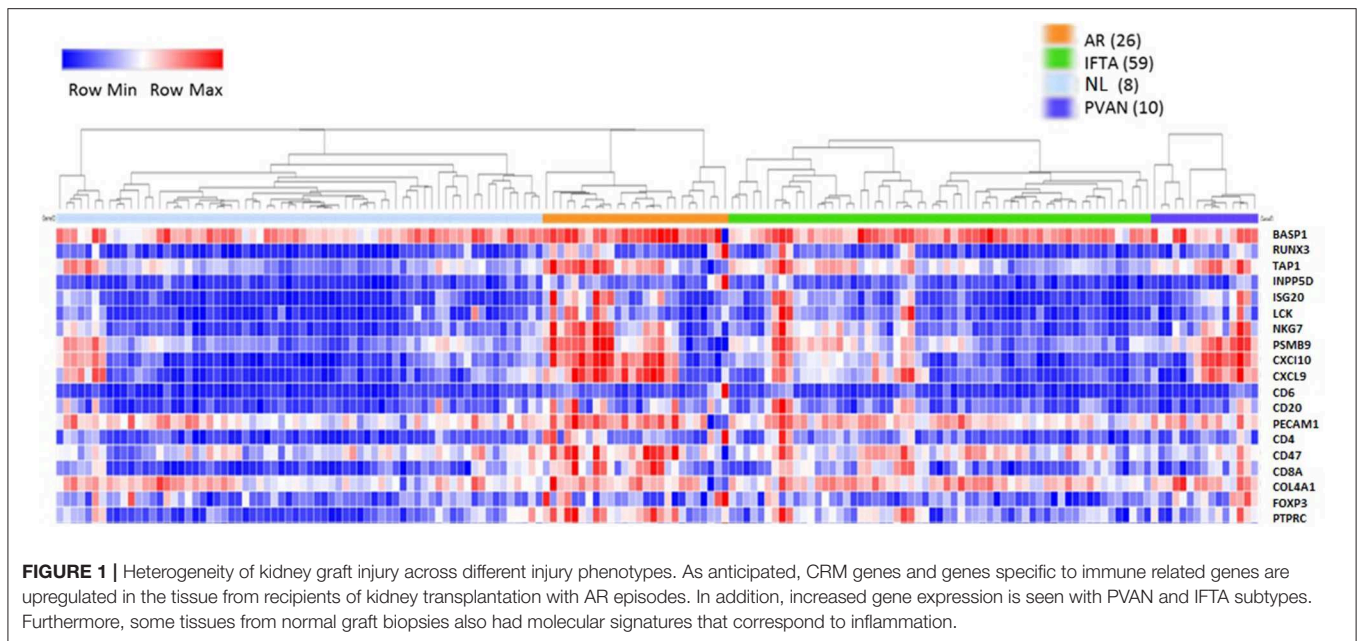 Row Min Row Max
AR (26)
IFTA (59)
NL (8)
PVAN (10)
BASP1
RUNX3
TAP1
INPP5D
ISG20
LCK
NKG7
PSMB9
CXCl10
CXCL9
CD6
CD20
PECAM1
CD4
CD47
CD8A
COL4A1
FOXP3
PTPRC
FIGURE 1 | Heterogeneity of kidney graft injury across different injury phenotypes. As anticipated, CRM genes and genes specific to immune related genes are
upregulated in the tissue from recipients of kidney transplantation with AR episodes. In addition, increased gene expression is seen with PVAN and IFTA subtypes.
Furthermore, some tissues from normal graft biopsies also had molecular signatures that correspond to inflammation.